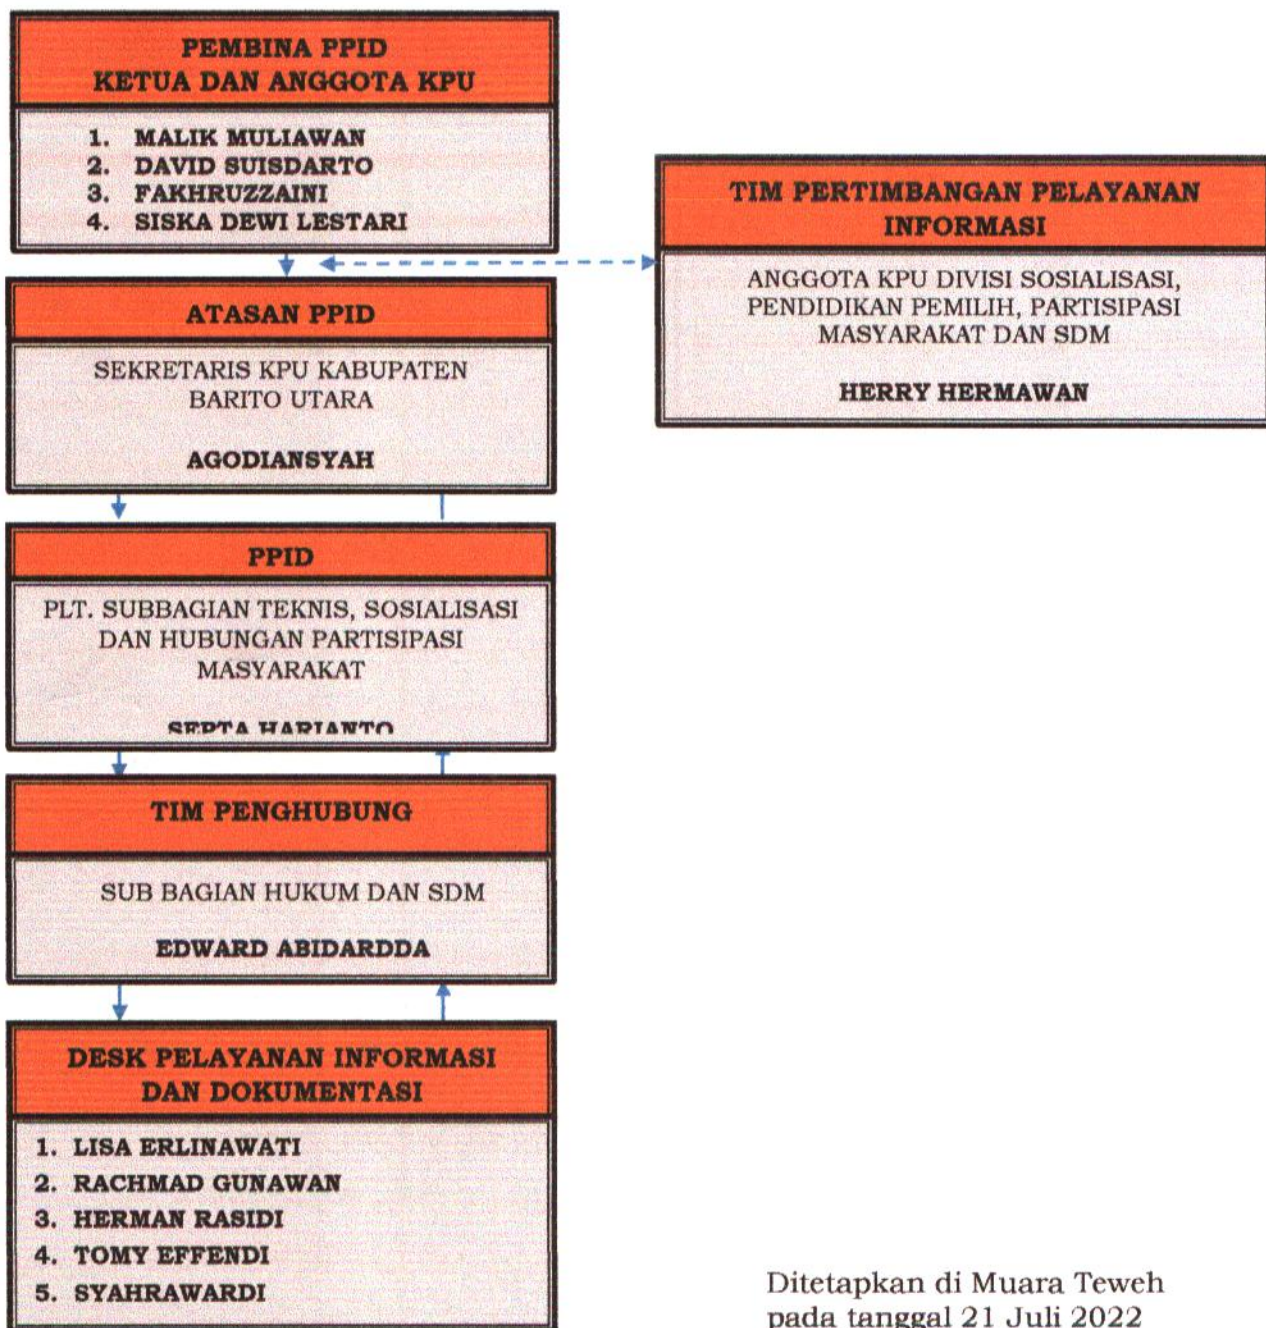 PEMBINA PPID
KETUA DAN ANGGOTA KPU
1. MALIK MULIAWAN
2. DAVID SUISDARTO
3. FAKHRUZZAINI
4. SISKA DEWI LESTARI
TIM PERTIMBANGAN PELAYANAN
INFORMASI
ANGGOTA KPU DIVISI SOSIALISASI,
PENDIDIKAN PEMILIH, PARTISIPASI
MASYARAKAT DAN SDM
HERRY HERMAWAN
ATASAN PPID
SEKRETARIS KPU KABUPATEN
BARITO UTARA
AGODIANSYAH
PPID
PLT. SUBBAGIAN TEKNIS, SOSIALISASI
DAN HUBUNGAN PARTISIPASI
MASYARAKAT
SEPTA HARIANTO
TIM PENGHUBUNG
SUB BAGIAN HUKUM DAN SDM
EDWARD ABIDARDDA
DESK PELAYANAN INFORMASI
DAN DOKUMENTASI
1. LISA ERLINAWATI
2. RACHMAD GUNAWAN
3. HERMAN RASIDI
4. TOMY EFFENDI
5. SYAHRAWARDI
Ditetapkan di Muara Teweh
pada tanggal 21 Juli 2022